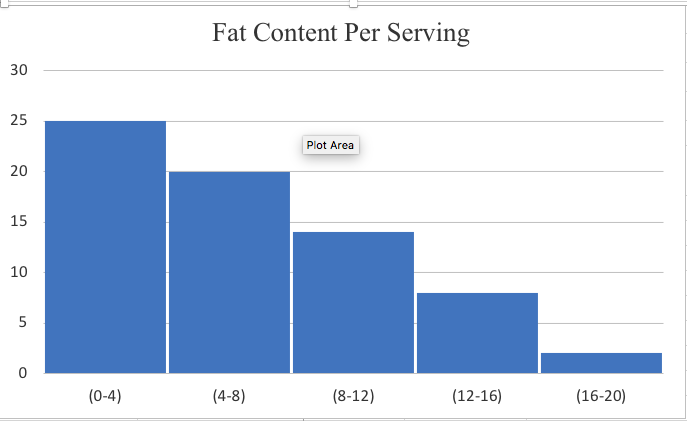 Fat Content Per Serving
30
25
Plot Area
20
15
10
5
0
(0-4) (4-8) (8-12) (12-16) (16-20)